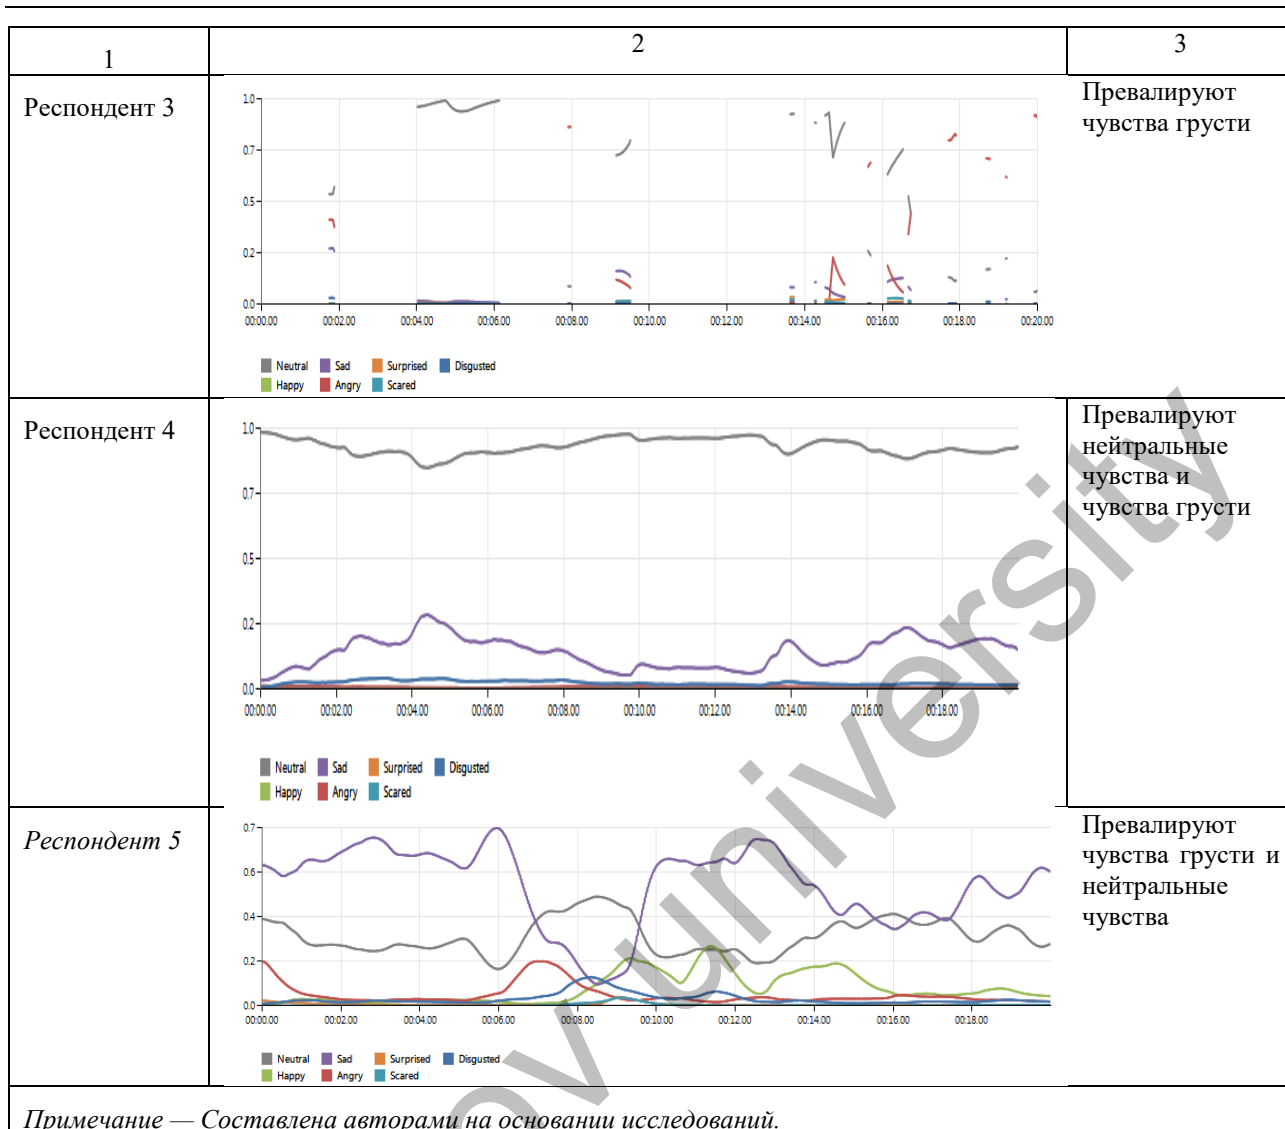 1 2 3
Респондент 3
Превалируют
чувства грусти
1.0
0.7
0.5
0.2
0.0
00:00.00 00:02.00 00:04.00 00:06.00 00:08.00 00:10.00 00:12.00 00:14.00 00:16.00 00:18.00 00:20.00
Neutral Sad Surprised Disgusted
Happy Angry Scared
Респондент 4
Превалируют
нейтральные
чувства и
чувства грусти
1.0
0.7
0.5
0.2
0.0
00:00.00 00:02.00 00:04.00 00:06.00 00:08.00 00:10.00 00:12.00 00:14.00 00:16.00 00:18.00
Neutral Sad Surprised Disgusted
Happy Angry Scared
Респондент 5
Превалируют
чувства грусти и
нейтральные
чувства
0.7
0.6
0.4
0.2
0.0
00:00.00 00:02.00 00:04.00 00:06.00 00:08.00 00:10.00 00:12.00 00:14.00 00:16.00 00:18.00
Neutral Sad Surprised Disgusted
Happy Angry Scared
Примечание — Составлена авторами на основании исследований.
ov university